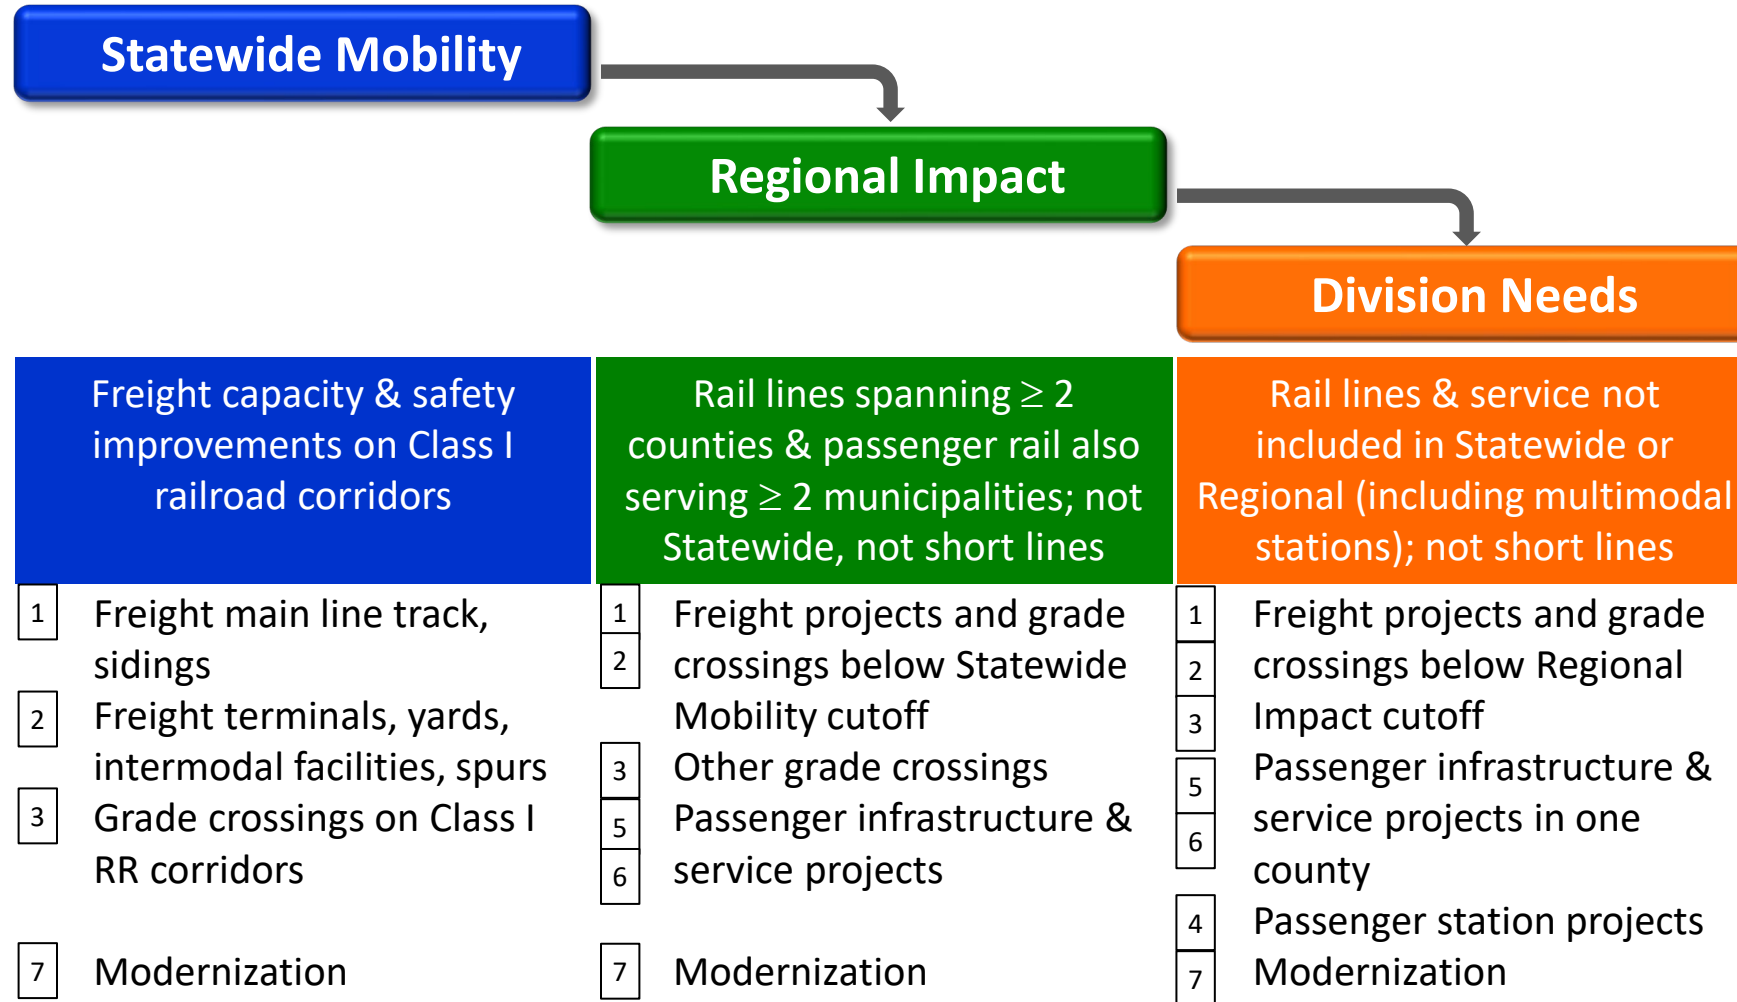 Statewide Mobility
Regional Impact
Division Needs
Freight capacity & safety
improvements on Class I
railroad corridors
Rail lines spanning ≥ 2
counties & passenger rail also
serving ≥ 2 municipalities; not
Statewide, not short lines
Rail lines & service not
included in Statewide or
Regional (including multimodal
stations); not short lines
1 Freight main line track,
sidings
2 Freight terminals, yards,
intermodal facilities, spurs
3 Grade crossings on Class I
RR corridors
7 Modernization
1 Freight projects and grade
2 crossings below Statewide
Mobility cutoff
3 Other grade crossings
5 Passenger infrastructure &
6 service projects
7 Modernization
1 Freight projects and grade
2 crossings below Regional
3 Impact cutoff
5 Passenger infrastructure &
6 service projects in one
county
4 Passenger station projects
7 Modernization